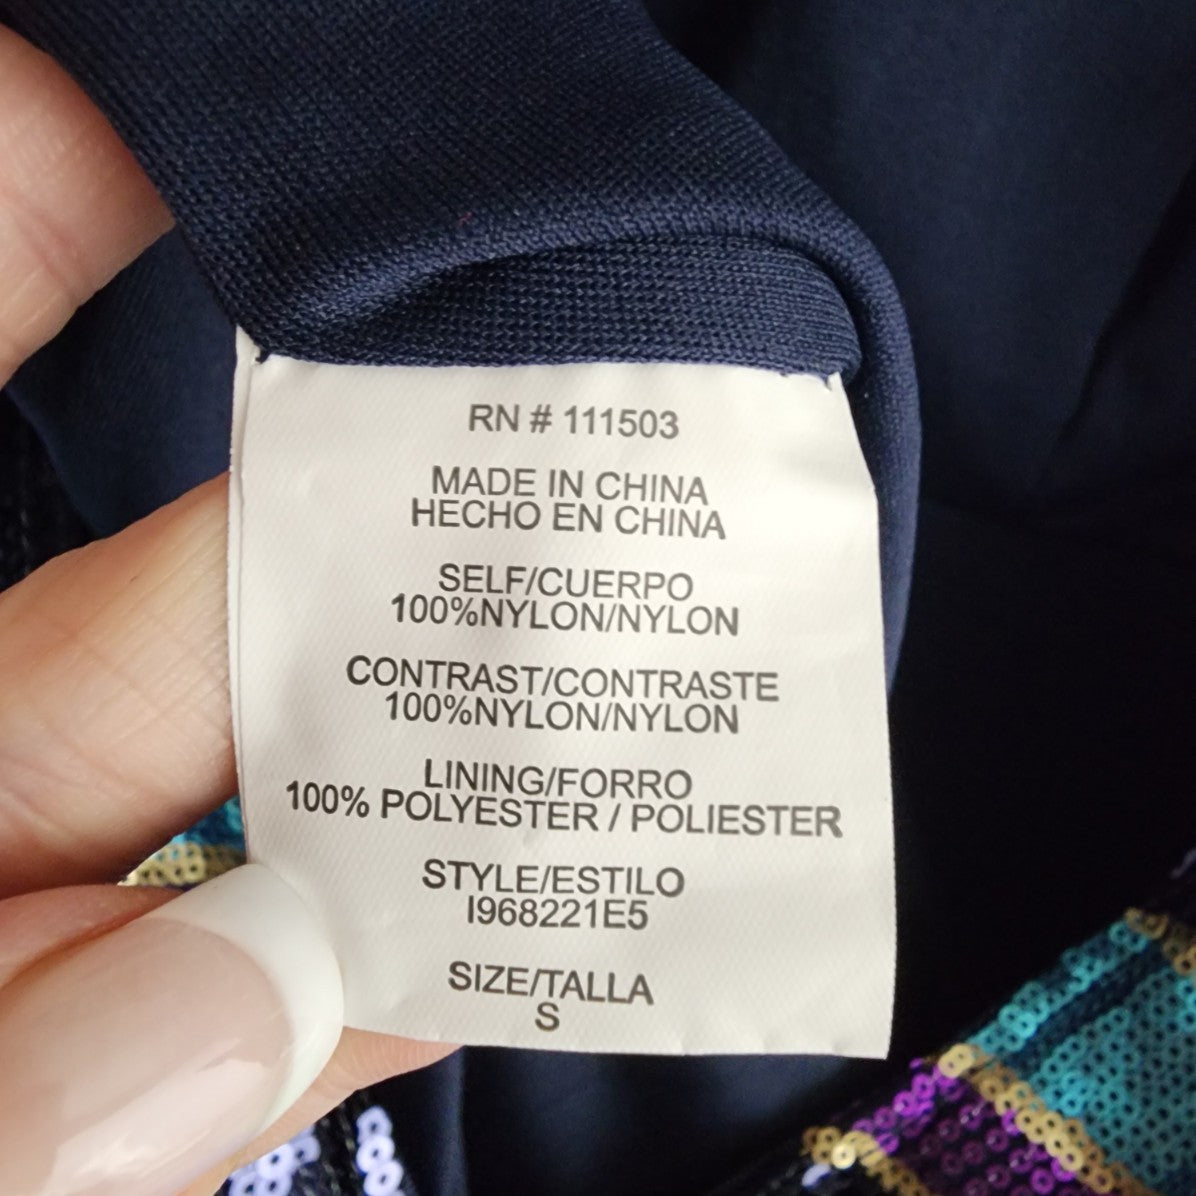 RN # 111503
MADE IN CHINA
HECHO EN CHINA
SELF/CUERPO
100%NYLON/NYLON
CONTRAST/CONTRASTE
100%NYLON/NYLON
LINING/FORRO
100% POLYESTER / POLIESTER
STYLE/ESTILO
I968221E5
SIZE/TALLA
S